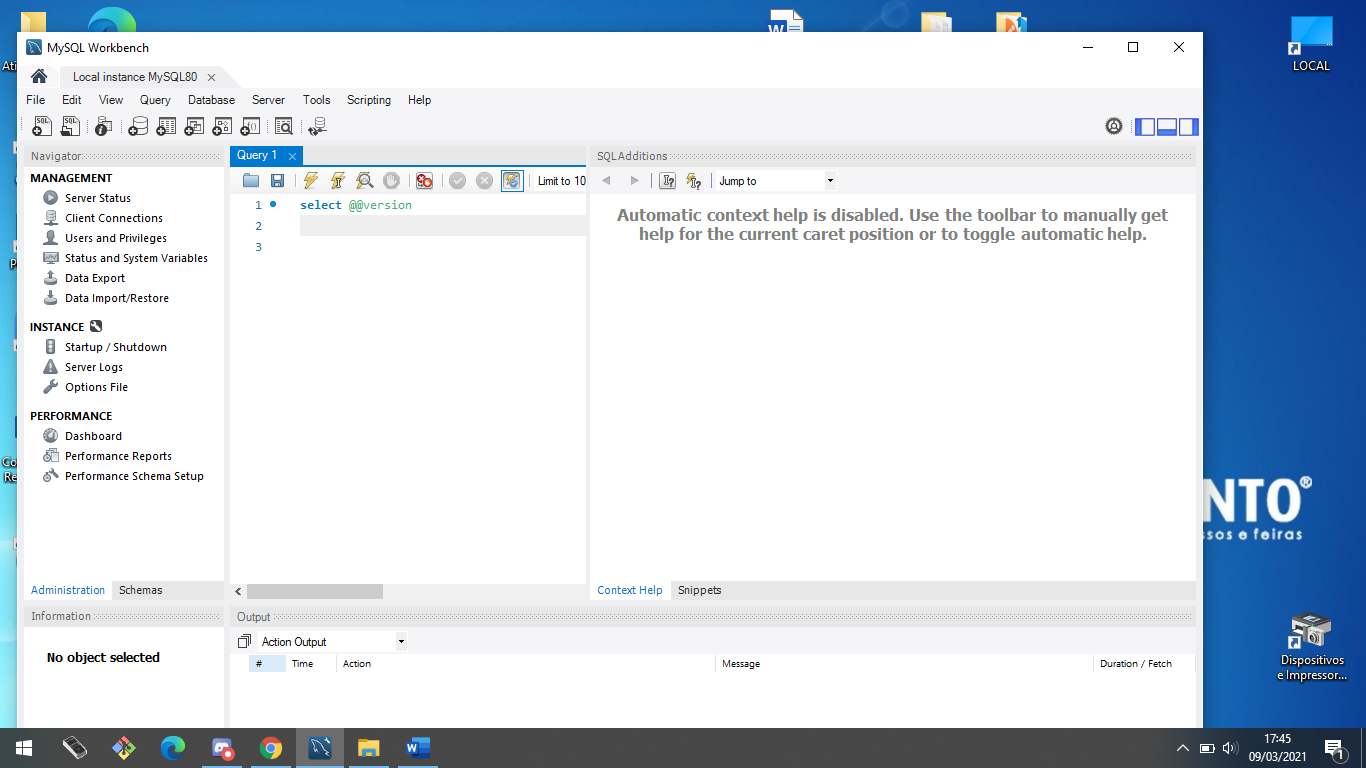 MySQL Workbench
Local instance MySQL80
File Edit View Query Database Server Tools Scripting Help
Navigator
MANAGEMENT
Server Status
Client Connections
Users and Privileges
Status and System Variables
Data Export
Data Import/Restore
INSTANCE
Startup / Shutdown
Server Logs
Options File
PERFORMANCE
Dashboard
Performance Reports
Performance Schema Setup
Administration Schemas
Information
No object selected
Query 1
Limit to 10
1 select @@version
2
3
SQLAdditions
Jump to
Automatic context help is disabled. Use the toolbar to manually get
help for the current caret position or to toggle automatic help.
Context Help Snippets
Output
Action Output
# Time Action Message Duration / Fetch
LOCAL
NTO®
ssos e feiras
Dispositivos
e Impressor...
17:45
09/03/2021
1